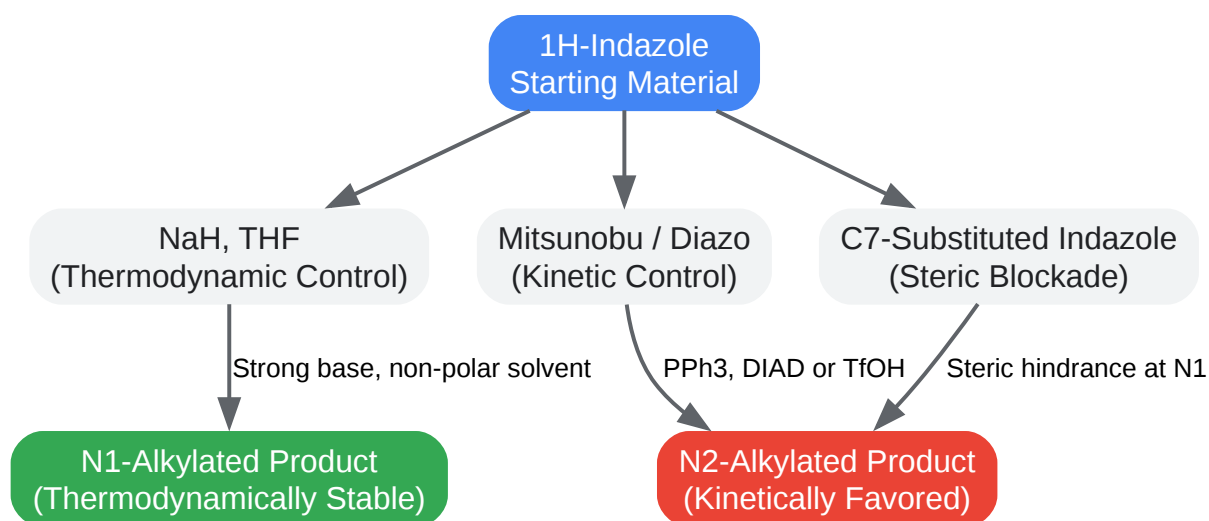 1H-Indazole
Starting Material
NaH, THF
(Thermodynamic Control)
Mitsunobu / Diazo
(Kinetic Control)
C7-Substituted Indazole
(Steric Blockade)
Strong base, non-polar solvent
PPh3, DIAD or TfOH
Steric hindrance at N1
N1-Alkylated Product
(Thermodynamically Stable)
N2-Alkylated Product
(Kinetically Favored)